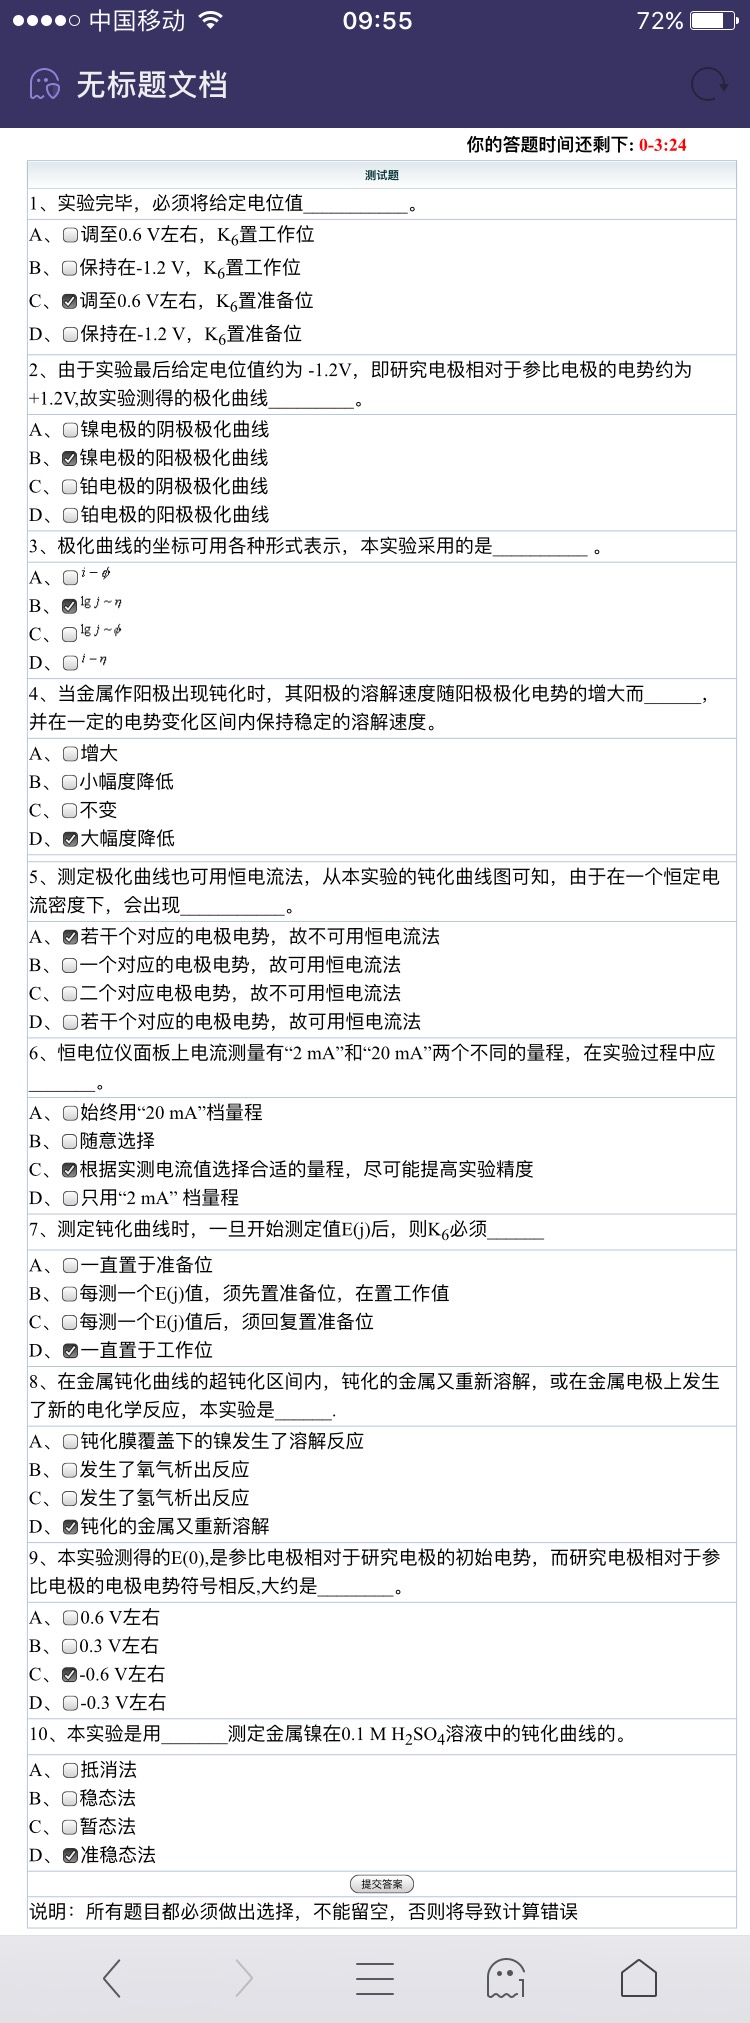 中国移动 09:55 72%
无标题文档
你的答题时间还剩下: 0-3:24
测试题
1、实验完毕，必须将给定电位值___________。
A、调至0.6 V左右，K6置工作位
B、保持在-1.2 V，K6置工作位
C、调至0.6 V左右，K6置准备位
D、保持在-1.2 V，K6置准备位
2、由于实验最后给定电位值约为 -1.2V，即研究电极相对于参比电极的电势约为
+1.2V,故实验测得的极化曲线_________。
A、镍电极的阴极极化曲线
B、镍电极的阳极极化曲线
C、铂电极的阴极极化曲线
D、铂电极的阳极极化曲线
3、极化曲线的坐标可用各种形式表示，本实验采用的是__________ 。
A、i－ϕ
B、lg j～η
C、lg j～ϕ
D、i－η
4、当金属作阳极出现钝化时，其阳极的溶解速度随阳极极化电势的增大而______，
并在一定的电势变化区间内保持稳定的溶解速度。
A、增大
B、小幅度降低
C、不变
D、大幅度降低
5、测定极化曲线也可用恒电流法，从本实验的钝化曲线图可知，由于在一个恒定电
流密度下，会出现___________。
A、若干个对应的电极电势，故不可用恒电流法
B、一个对应的电极电势，故可用恒电流法
C、二个对应电极电势，故不可用恒电流法
D、若干个对应的电极电势，故可用恒电流法
6、恒电位仪面板上电流测量有“2 mA”和“20 mA”两个不同的量程，在实验过程中应
_______。
A、始终用“20 mA”档量程
B、随意选择
C、根据实测电流值选择合适的量程，尽可能提高实验精度
D、只用“2 mA” 档量程
7、测定钝化曲线时，一旦开始测定值E(j)后，则K6必须______
A、一直置于准备位
B、每测一个E(j)值，须先置准备位，在置工作值
C、每测一个E(j)值后，须回复置准备位
D、一直置于工作位
8、在金属钝化曲线的超钝化区间内，钝化的金属又重新溶解，或在金属电极上发生
了新的电化学反应，本实验是______.
A、钝化膜覆盖下的镍发生了溶解反应
B、发生了氧气析出反应
C、发生了氢气析出反应
D、钝化的金属又重新溶解
9、本实验测得的E(0),是参比电极相对于研究电极的初始电势，而研究电极相对于参
比电极的电极电势符号相反,大约是________。
A、0.6 V左右
B、0.3 V左右
C、-0.6 V左右
D、-0.3 V左右
10、本实验是用_______测定金属镍在0.1 M H2SO4溶液中的钝化曲线的。
A、抵消法
B、稳态法
C、暂态法
D、准稳态法
提交答案
说明：所有题目都必须做出选择，不能留空，否则将导致计算错误
1